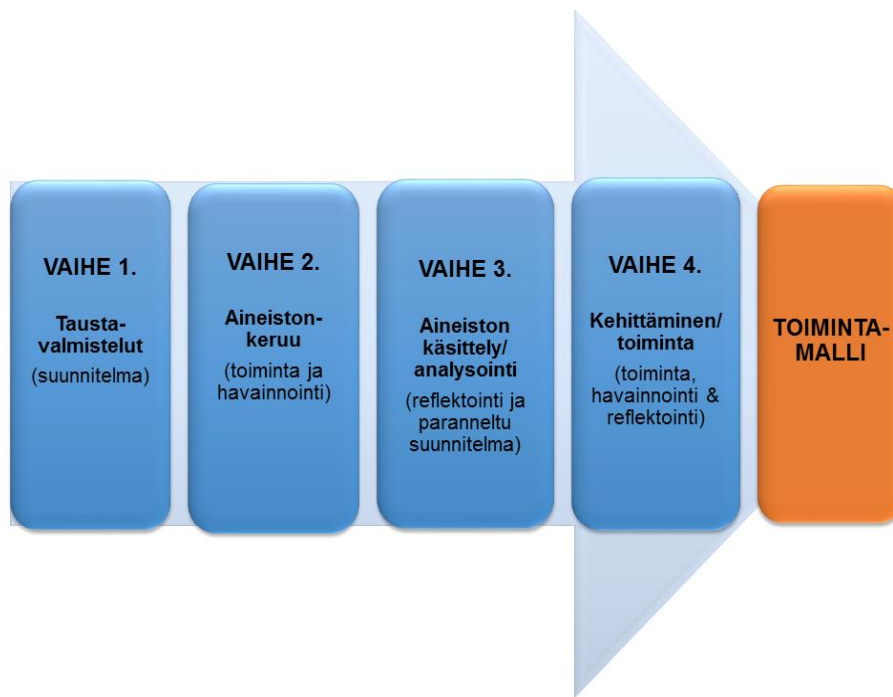 VAIHE 1.
Tausta-
valmistelut
(suunnitelma)
VAIHE 2.
Aineiston-
keruu
(toiminta ja
havainnointi)
VAIHE 3.
Aineiston
käsittely/
analysointi
(reflektointi ja
paranneltu
suunnitelma)
VAIHE 4.
Kehittäminen/
toiminta
(toiminta,
havainnointi &
reflektointi)
TOIMINTA-
MALLI